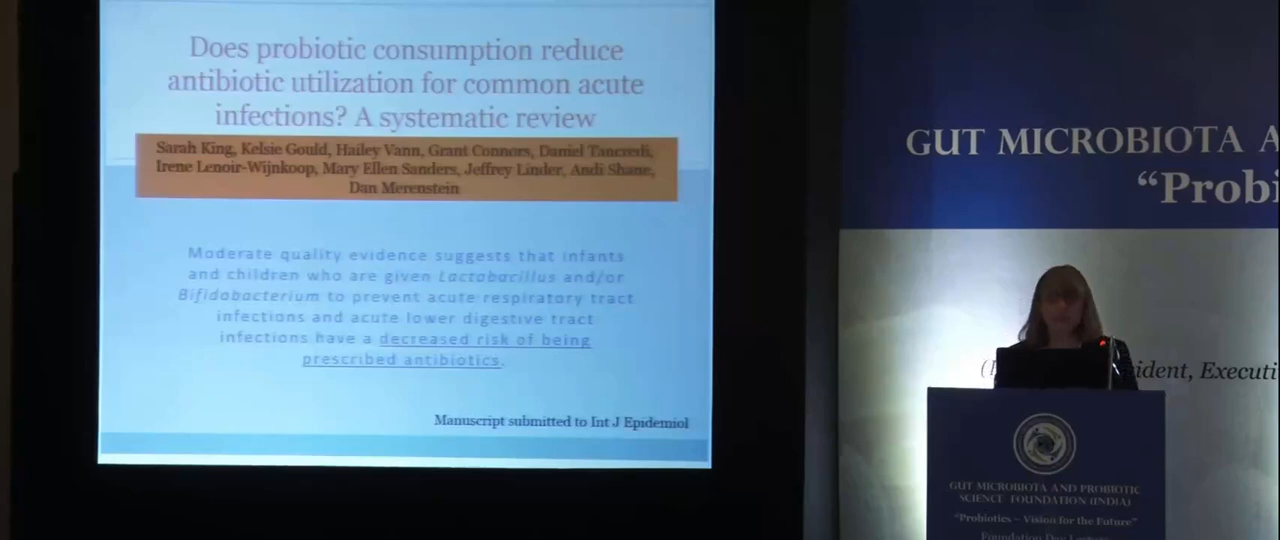 Does probiotic consumption reduce
antibiotic utilization for common acute
infections? A systematic review
Sarah King, Kelsie Gould, Hailey Vann, Grant Connors, Daniel Tancredi,
Irene Lenoir-Wijnkoop, Mary Ellen Sanders, Jeffrey Linder, Andi Shane,
Dan Merenstein
Moderate quality evidence suggests that infants
and children who are given Lactobacillus and/or
Bifidobacterium to prevent acute respiratory tract
infections and acute lower digestive tract
infections have a decreased risk of being
prescribed antibiotics.
Manuscript submitted to Int J Epidemiol
GUT MICROBIOTA A
“Probi
ident, Executi
GUT MICROBIOTA AND PROBIOTIC
SCIENCE FOUNDATION (INDIA)
“Probiotics – Vision for the Future”
Foundation Day Lecture